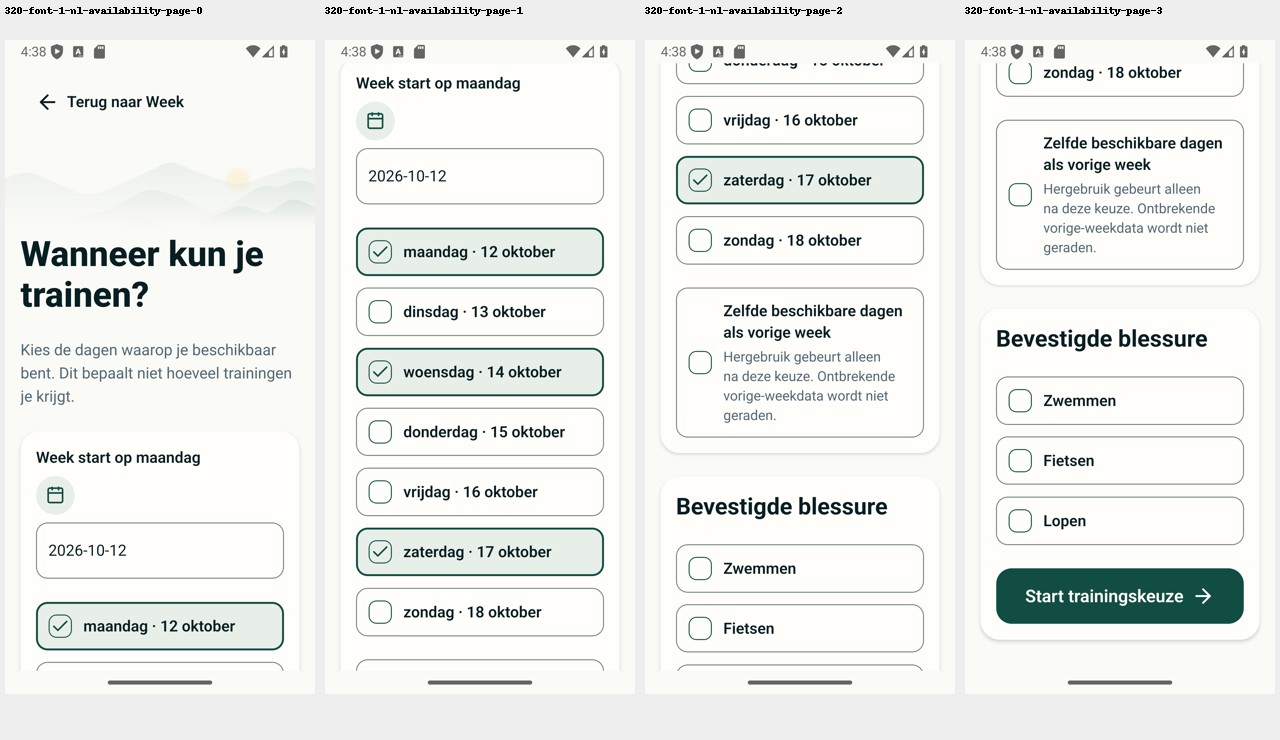 320-font-1-nl-availability-page-0
4:38
Terug naar Week
Wanneer kun je
trainen?
Kies de dagen waarop je beschikbaar
bent. Dit bepaalt niet hoeveel trainingen
je krijgt.
Week start op maandag
2026-10-12
maandag · 12 oktober
320-font-1-nl-availability-page-1
4:38
Week start op maandag
2026-10-12
maandag · 12 oktober
dinsdag · 13 oktober
woensdag · 14 oktober
donderdag · 15 oktober
vrijdag · 16 oktober
zaterdag · 17 oktober
zondag · 18 oktober
320-font-1-nl-availability-page-2
4:38
donderdag · 15 oktober
vrijdag · 16 oktober
zaterdag · 17 oktober
zondag · 18 oktober
Zelfde beschikbare dagen
als vorige week
Hergebruik gebeurt alleen
na deze keuze. Ontbrekende
vorige-weekdata wordt niet
geraden.
Bevestigde blessure
Zwemmen
Fietsen
320-font-1-nl-availability-page-3
4:38
zondag · 18 oktober
Zelfde beschikbare dagen
als vorige week
Hergebruik gebeurt alleen
na deze keuze. Ontbrekende
vorige-weekdata wordt niet
geraden.
Bevestigde blessure
Zwemmen
Fietsen
Lopen
Start trainingskeuze